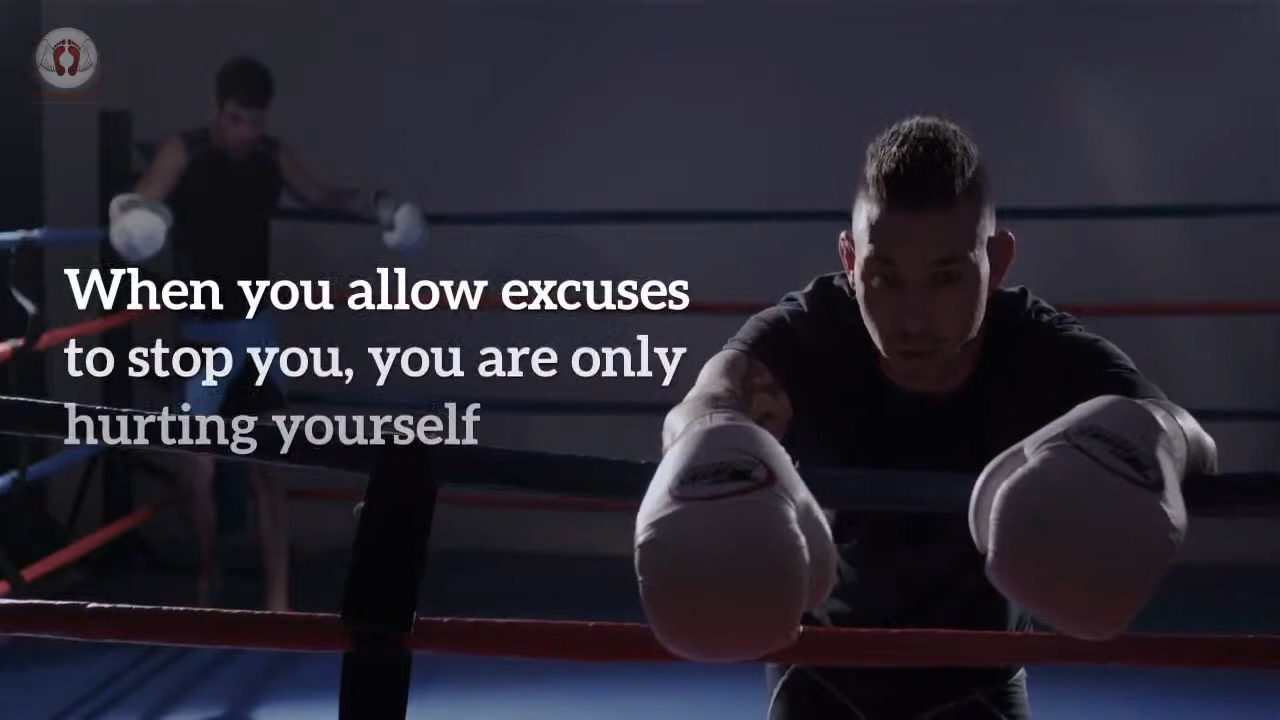 When you allow excuses
to stop you, you are only
hurting yourself